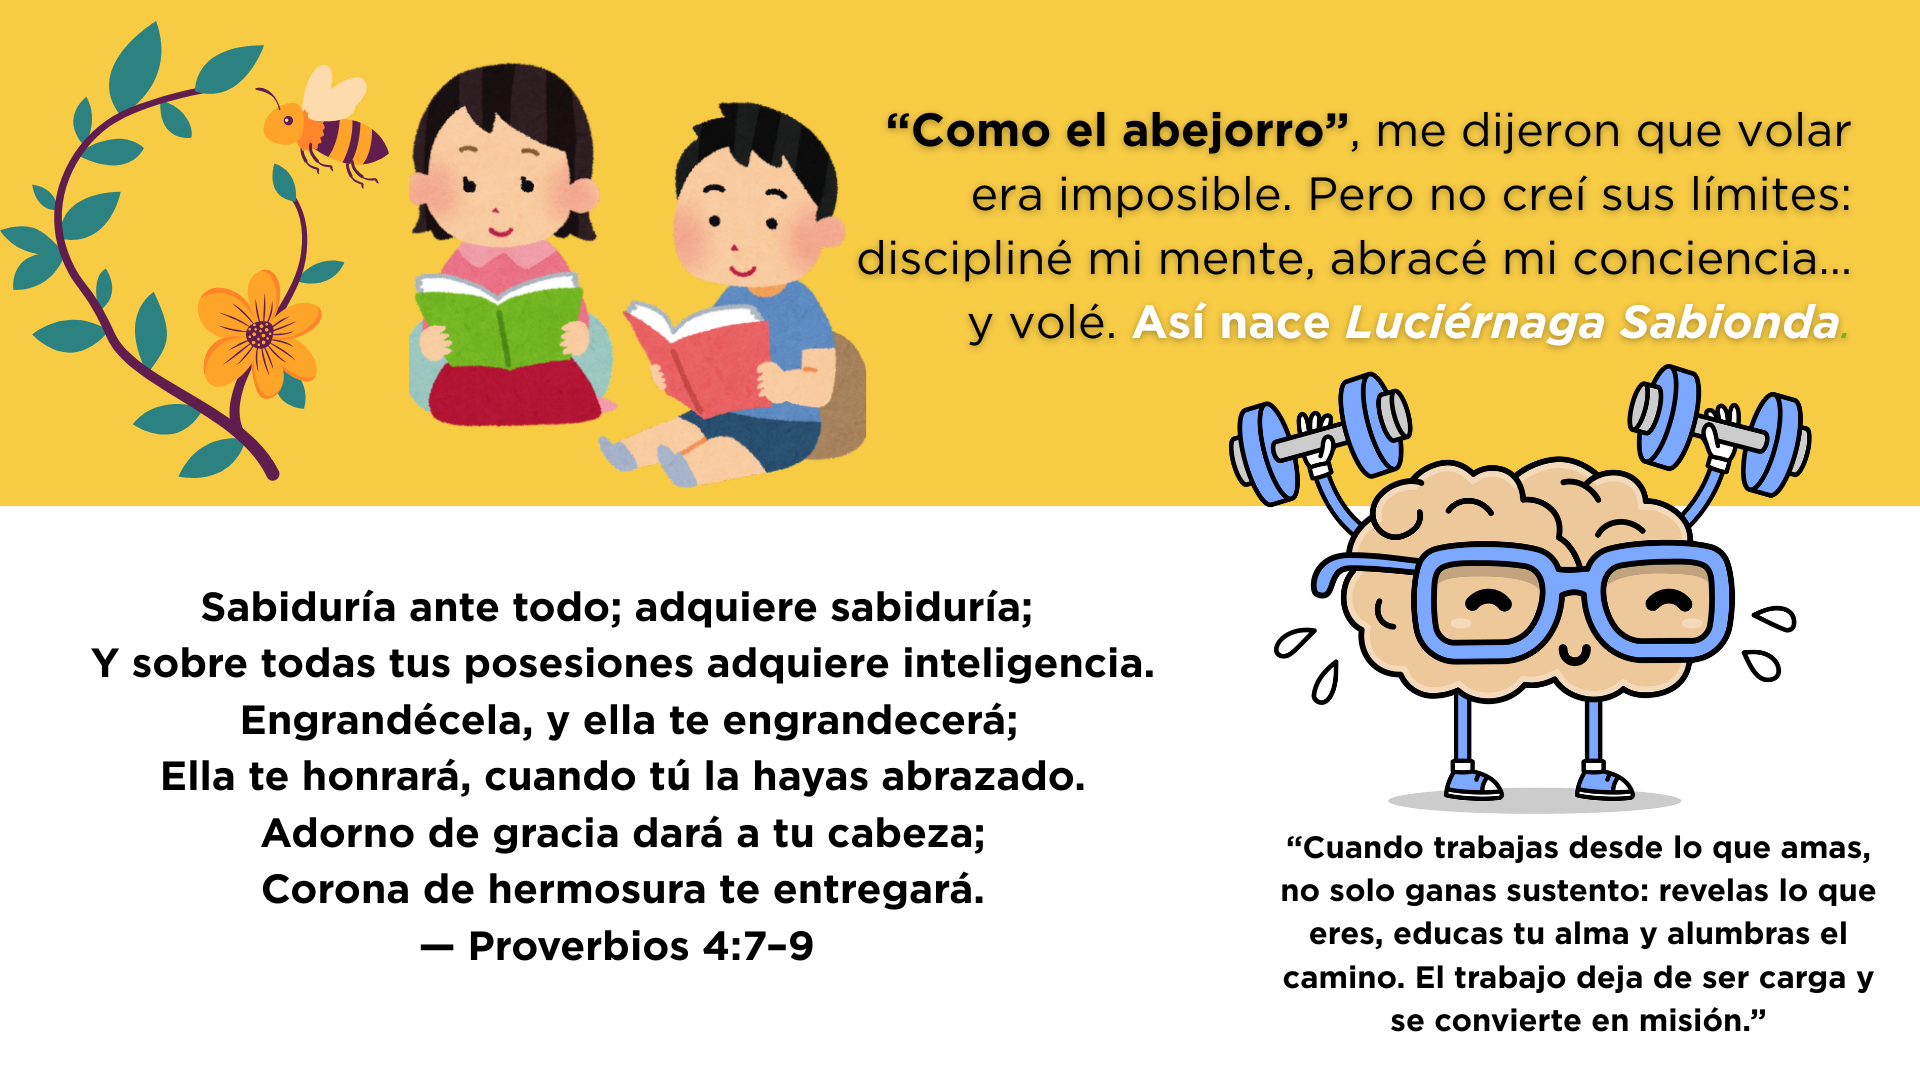 “Como el abejorro”, me dijeron que volar
era imposible. Pero no creí sus límites:
discipliné mi mente, abracé mi conciencia...
y volé. Así nace Luciérnaga Sabionda.
Sabiduría ante todo; adquiere sabiduría;
Y sobre todas tus posesiones adquiere inteligencia.
Engrandécela, y ella te engrandecerá;
Ella te honrará, cuando tú la hayas abrazado.
Adorno de gracia dará a tu cabeza;
Corona de hermosura te entregará.
— Proverbios 4:7–9
“Cuando trabajas desde lo que amas,
no solo ganas sustento: revelas lo que
eres, educas tu alma y alumbras el
camino. El trabajo deja de ser carga y
se convierte en misión.”